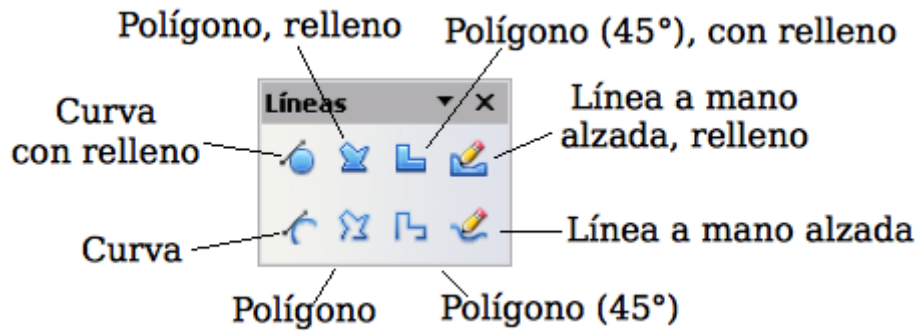 Polígono, relleno
Polígono (45°), con relleno
Líneas
Curva
con relleno
Línea a mano
alzada, relleno
Curva
Línea a mano alzada
Polígono
Polígono (45°)